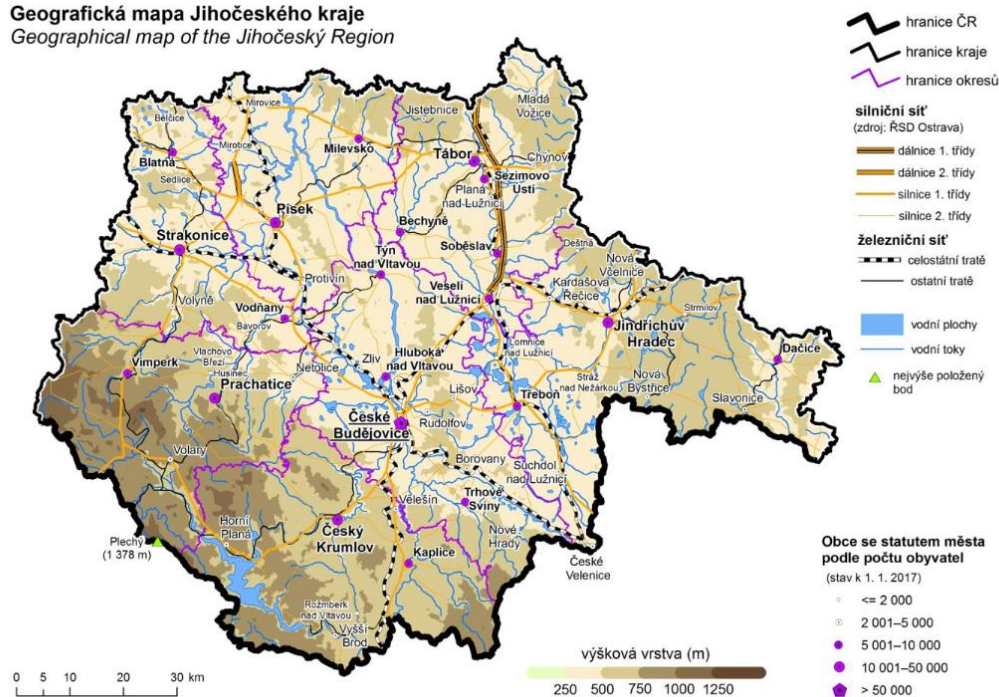 Geografická mapa Jihočeského kraje
Geographical map of the Jihočeský Region
hranice ČR
hranice kraje
hranice okresů
silniční síť
(zdroj: ŘSD Ostrava)
dálnice 1. třídy
dálnice 2. třídy
silnice 1. třídy
silnice 2. třídy
železniční síť
celostátní tratě
ostatní tratě
vodní plochy
vodní toky
nejvýše položený
bod
Bělčice
Mirovice
Jistebnice
Mladá
Vožice
Blatná
Mirotice
Milevsko
Tábor
Chýnov
Sedlice
Sezimovo
Ústí
Planá
nad Lužnicí
Písek
Bechyně
Strakonice
Soběslav
Deštná
Týn
nad Vltavou
Nová
Včelnice
Protivín
Kardašova
Řečice
Volyně
Veselí
nad Lužnicí
Strmilov
Vodňany
Bavorov
Jindřichův
Hradec
Dačice
Lomnice
nad Lužnicí
Vimperk
Vlachovo
Březí
Husinec
Zliv
Hluboká
nad Vltavou
Netolice
Prachatice
Lišov
Stráž
nad Nežárkou
Nová
Bystřice
Slavonice
Třeboň
České
Budějovice
Rudolfov
Volary
Borovany
Suchdol
nad Lužnicí
Velešín
Trhové
Sviny
Horní
Planá
Český
Krumlov
Nové
Hrady
Plechý
(1 378 m)
Kaplice
České
Velenice
Rožmberk
nad Vltavou
Vyšší
Brod
Obce se statutem města
podle počtu obyvatel
(stav k 1. 1. 2017)
<= 2 000
2 001–5 000
5 001–10 000
10 001–50 000
> 50 000
výšková vrstva (m)
250 500 750 1000 1250
0 5 10 20 30 km